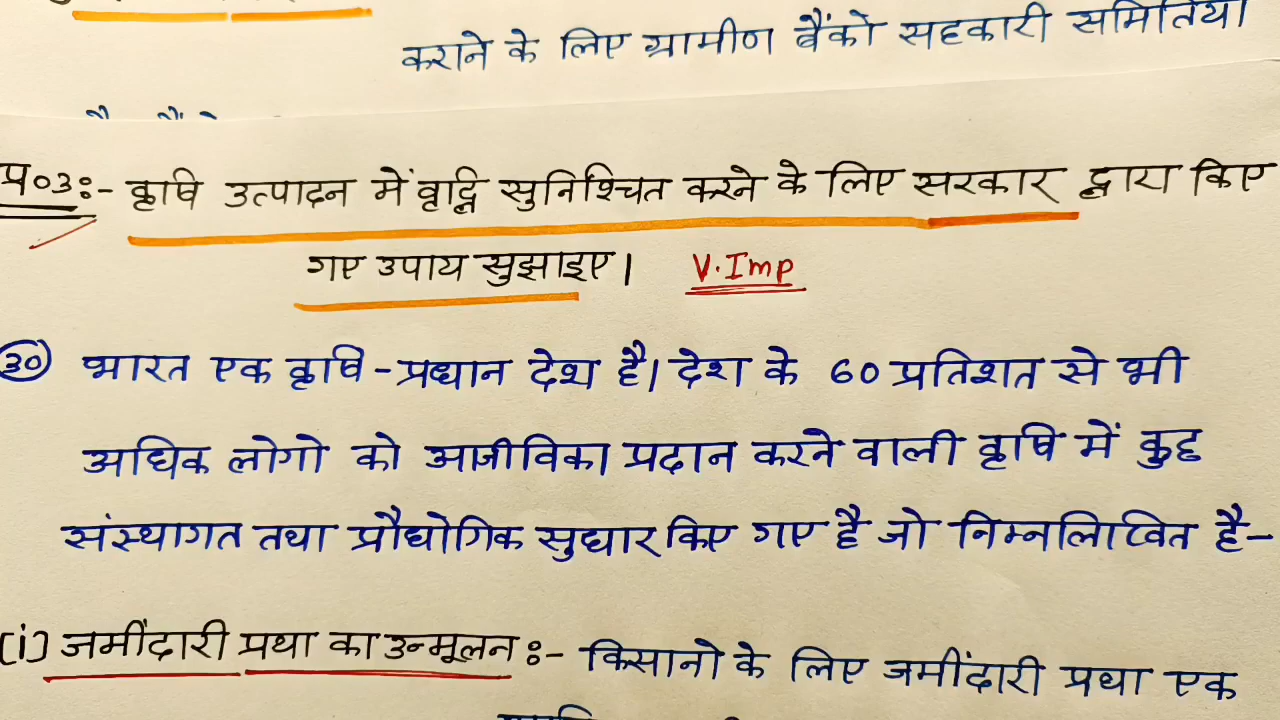 कराने के लिए ग्रामीण बैंको सहकारी समितियो
प्र०3:- कृषि उत्पादन में वृद्धि सुनिश्चित करने के लिए सरकार द्वारा किए
गए उपाय सुझाइए। V.Imp
उ० भारत एक कृषि-प्रधान देश है। देश के 60 प्रतिशत से भी
अधिक लोगो को आजीविका प्रदान करने वाली कृषि में कुछ
संस्थागत तथा प्रौद्योगिक सुधार किए गए है जो निम्नलिखित है-
(i) जमींदारी प्रथा का उन्मूलन:- किसानो के लिए जमींदारी प्रथा एक